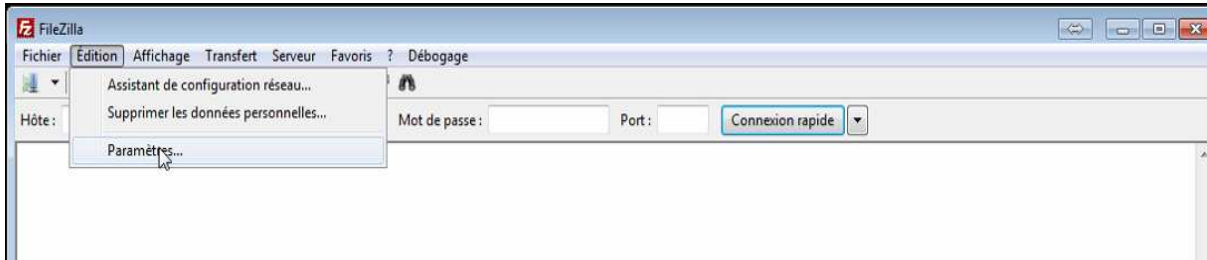 FileZilla
Fichier Édition Affichage Transfert Serveur Favoris ? Débogage
Assistant de configuration réseau...
Hôte : Supprimer les données personnelles... Mot de passe : Port : Connexion rapide
Paramètres...